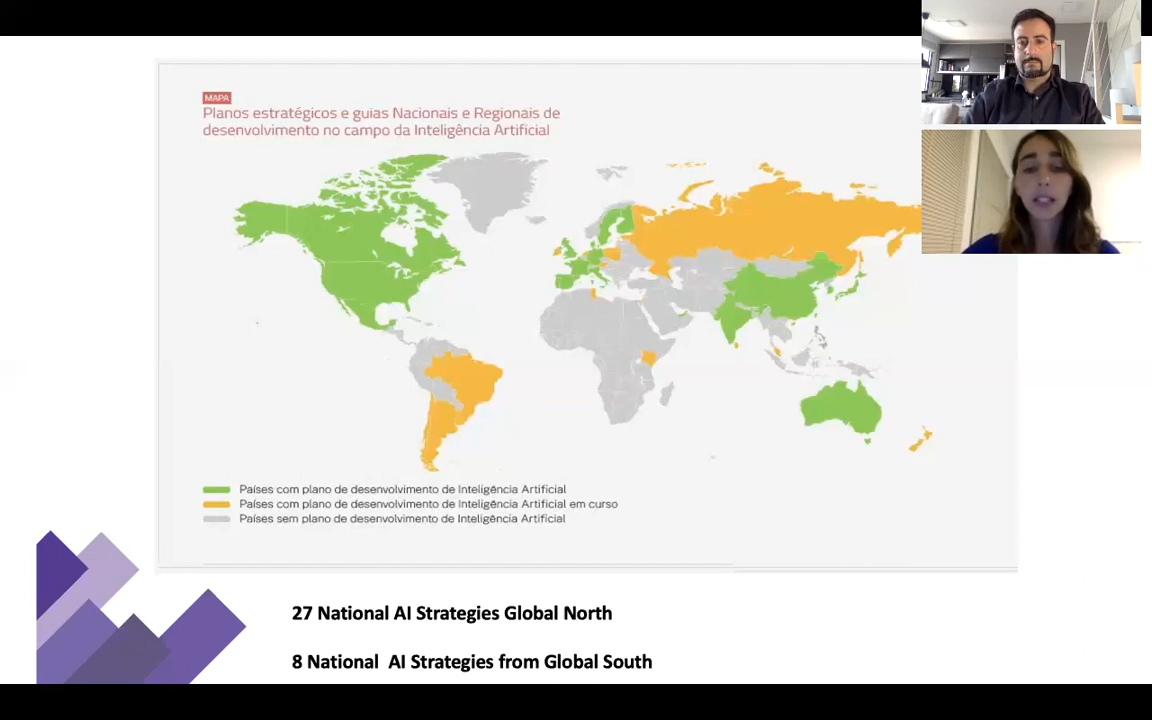 MAPA
Planos estratégicos e guias Nacionais e Regionais de
desenvolvimento no campo da Inteligência Artificial
Países com plano de desenvolvimento de Inteligência Artificial
Países com plano de desenvolvimento de Inteligência Artificial em curso
Países sem plano de desenvolvimento de Inteligência Artificial
27 National AI Strategies Global North
8 National AI Strategies from Global South